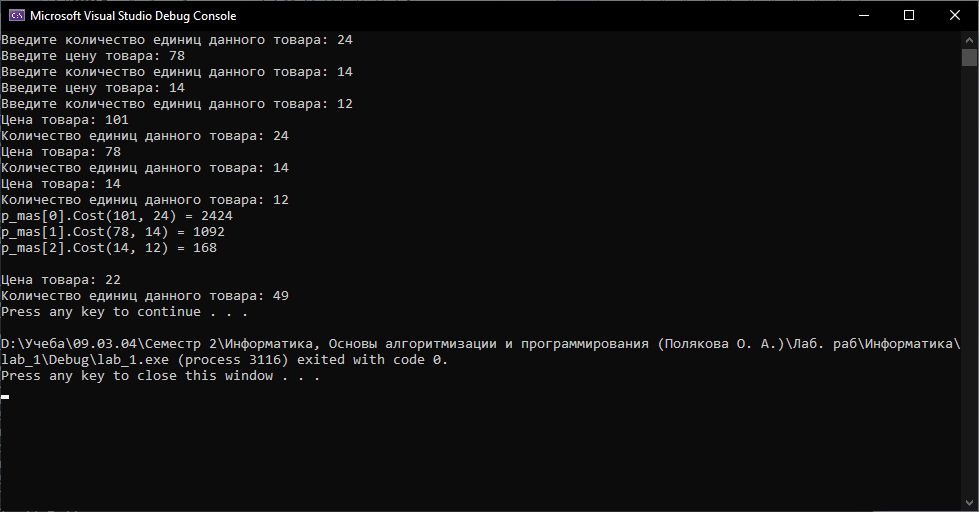 Microsoft Visual Studio Debug Console
Введите количество единиц данного товара: 24
Введите цену товара: 78
Введите количество единиц данного товара: 14
Введите цену товара: 14
Введите количество единиц данного товара: 12
Цена товара: 101
Количество единиц данного товара: 24
Цена товара: 78
Количество единиц данного товара: 14
Цена товара: 14
Количество единиц данного товара: 12
p_mas[0].Cost(101, 24) = 2424
p_mas[1].Cost(78, 14) = 1092
p_mas[2].Cost(14, 12) = 168
Цена товара: 22
Количество единиц данного товара: 49
Press any key to continue . . .
D:\Учеба\09.03.04\Семестр 2\Информатика, Основы алгоритмизации и программирования (Полякова О. А.)\Лаб. раб\Информатика\
lab_1\Debug\lab_1.exe (process 3116) exited with code 0.
Press any key to close this window . . .